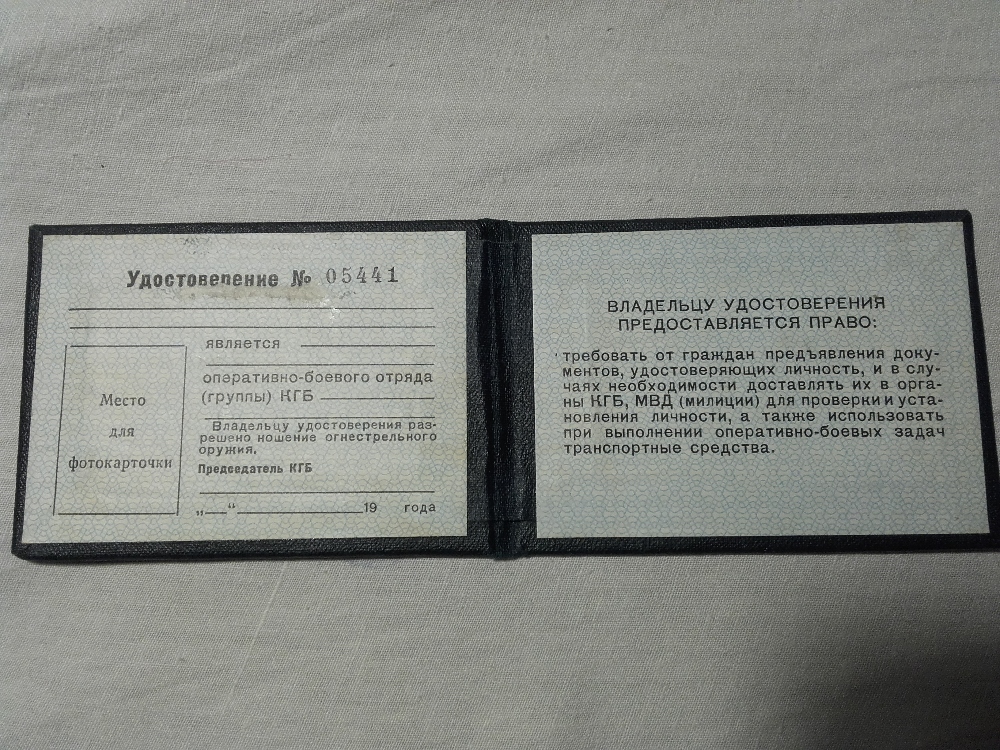 Удостоверение № 05441
является
оперативно-боевого отряда
(группы) КГБ
Место
для
фотокарточки
Владельцу удостоверения раз-
решено ношение огнестрельного
оружия.
Председатель КГБ
„ “ 19 года
ВЛАДЕЛЬЦУ УДОСТОВЕРЕНИЯ
ПРЕДОСТАВЛЯЕТСЯ ПРАВО:
требовать от граждан предъявления доку-
ментов, удостоверяющих личность, и в слу-
чаях необходимости доставлять их в орга-
ны КГБ, МВД (милиции) для проверки и уста-
новления личности, а также использовать
при выполнении оперативно-боевых задач
транспортные средства.